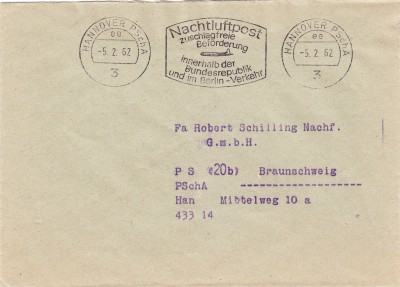 HANNOVER PSchA
ee
-5. 2. 62
3
Nachtluftpost
zuschlagfreie
Beförderung
innerhalb der
Bundesrepublik
und im Berlin-Verkehr
HANNOVER PSchA
ee
-5. 2. 62
3
Fa Robert Schilling Nachf.
G.m.b.H.
P S (20b) Braunschweig
PSchA -------------------
Han Mittelweg 10 a
433 14